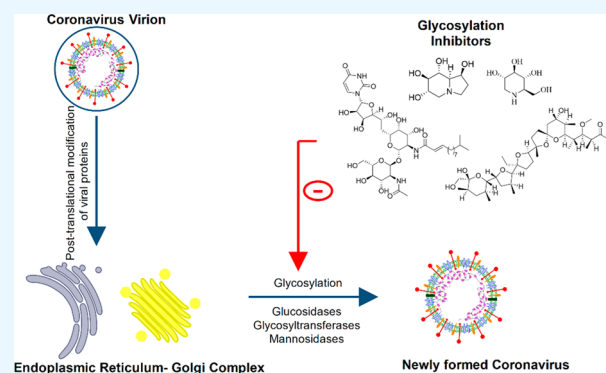 Coronavirus Virion
Glycosylation
Inhibitors
Post-translational modification
of viral proteins
Glycosylation
Glucosidases
Glycosyltransferases
Mannosidases
Endoplasmic Reticulum- Golgi Complex
Newly formed Coronavirus